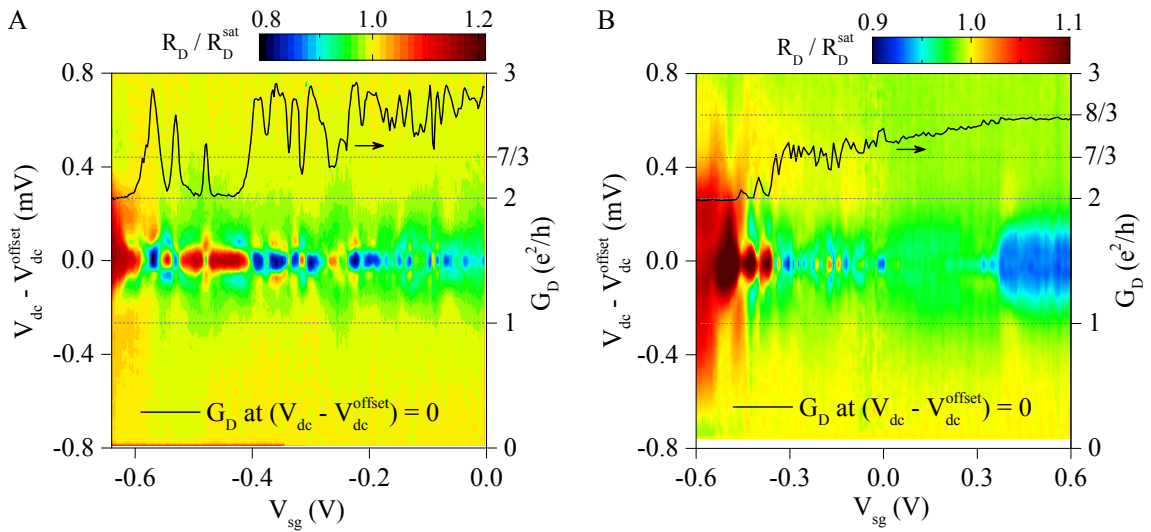 A
R_D / R_D^sat
0.8 1.0 1.2
0.8
0.4
0.0
-0.4
-0.8
V_dc - V_dc^offset (mV)
3
7/3
2
1
0
G_D (e^2/h)
G_D at (V_dc - V_dc^offset) = 0
-0.6 -0.4 -0.2 0.0
V_sg (V)
B
R_D / R_D^sat
0.9 1.0 1.1
0.8
0.4
0.0
-0.4
-0.8
V_dc - V_dc^offset (mV)
3
8/3
7/3
2
1
0
G_D (e^2/h)
G_D at (V_dc - V_dc^offset) = 0
-0.6 -0.3 0.0 0.3 0.6
V_sg (V)